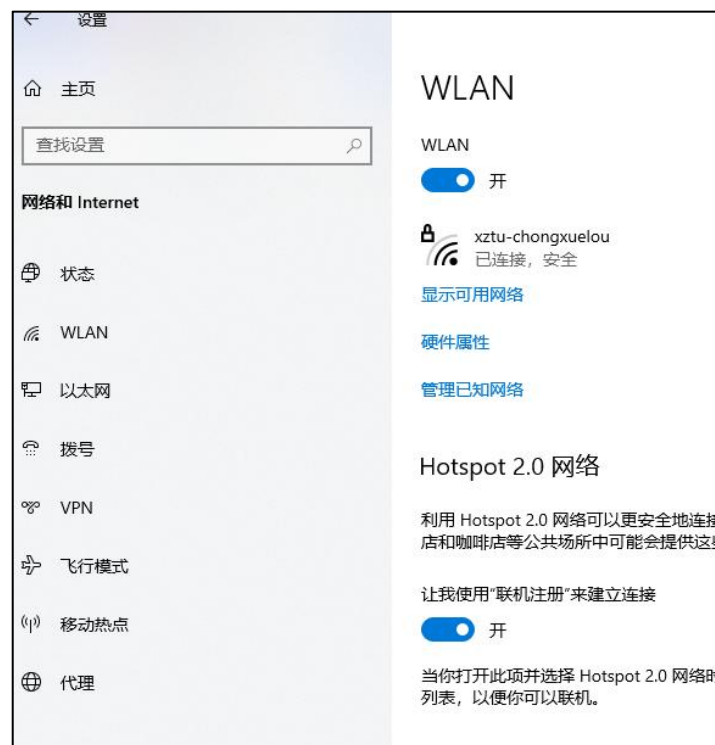 设置
主页
查找设置
网络和 Internet
状态
WLAN
以太网
拨号
VPN
飞行模式
移动热点
代理
WLAN
WLAN
开
xztu-chongxuelou
已连接，安全
显示可用网络
硬件属性
管理已知网络
Hotspot 2.0 网络
利用 Hotspot 2.0 网络可以更安全地连接
店和咖啡店等公共场所中可能会提供这些
让我使用“联机注册”来建立连接
开
当你打开此项并选择 Hotspot 2.0 网络时
列表，以便你可以联机。